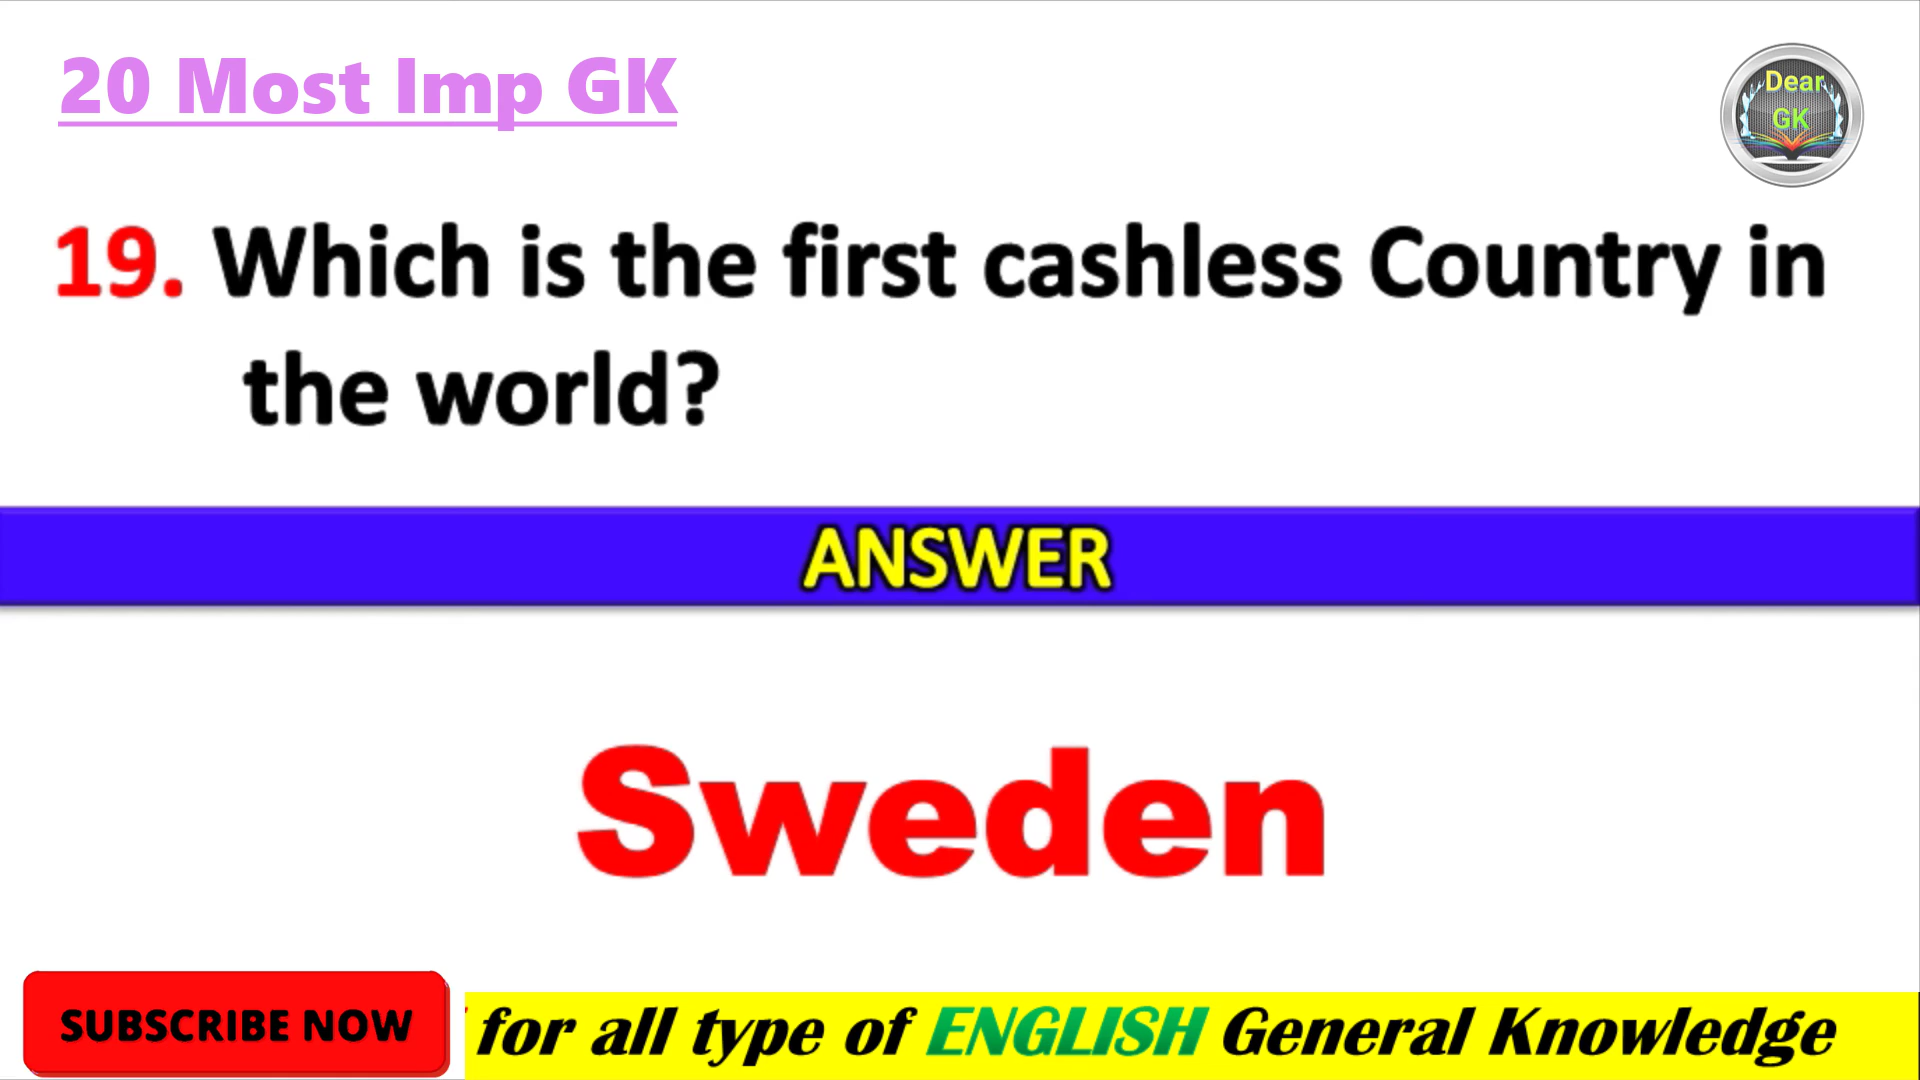 20 Most Imp GK
Dear
GK
19. Which is the first cashless Country in
the world?
ANSWER
Sweden
SUBSCRIBE NOW
for all type of ENGLISH General Knowledge